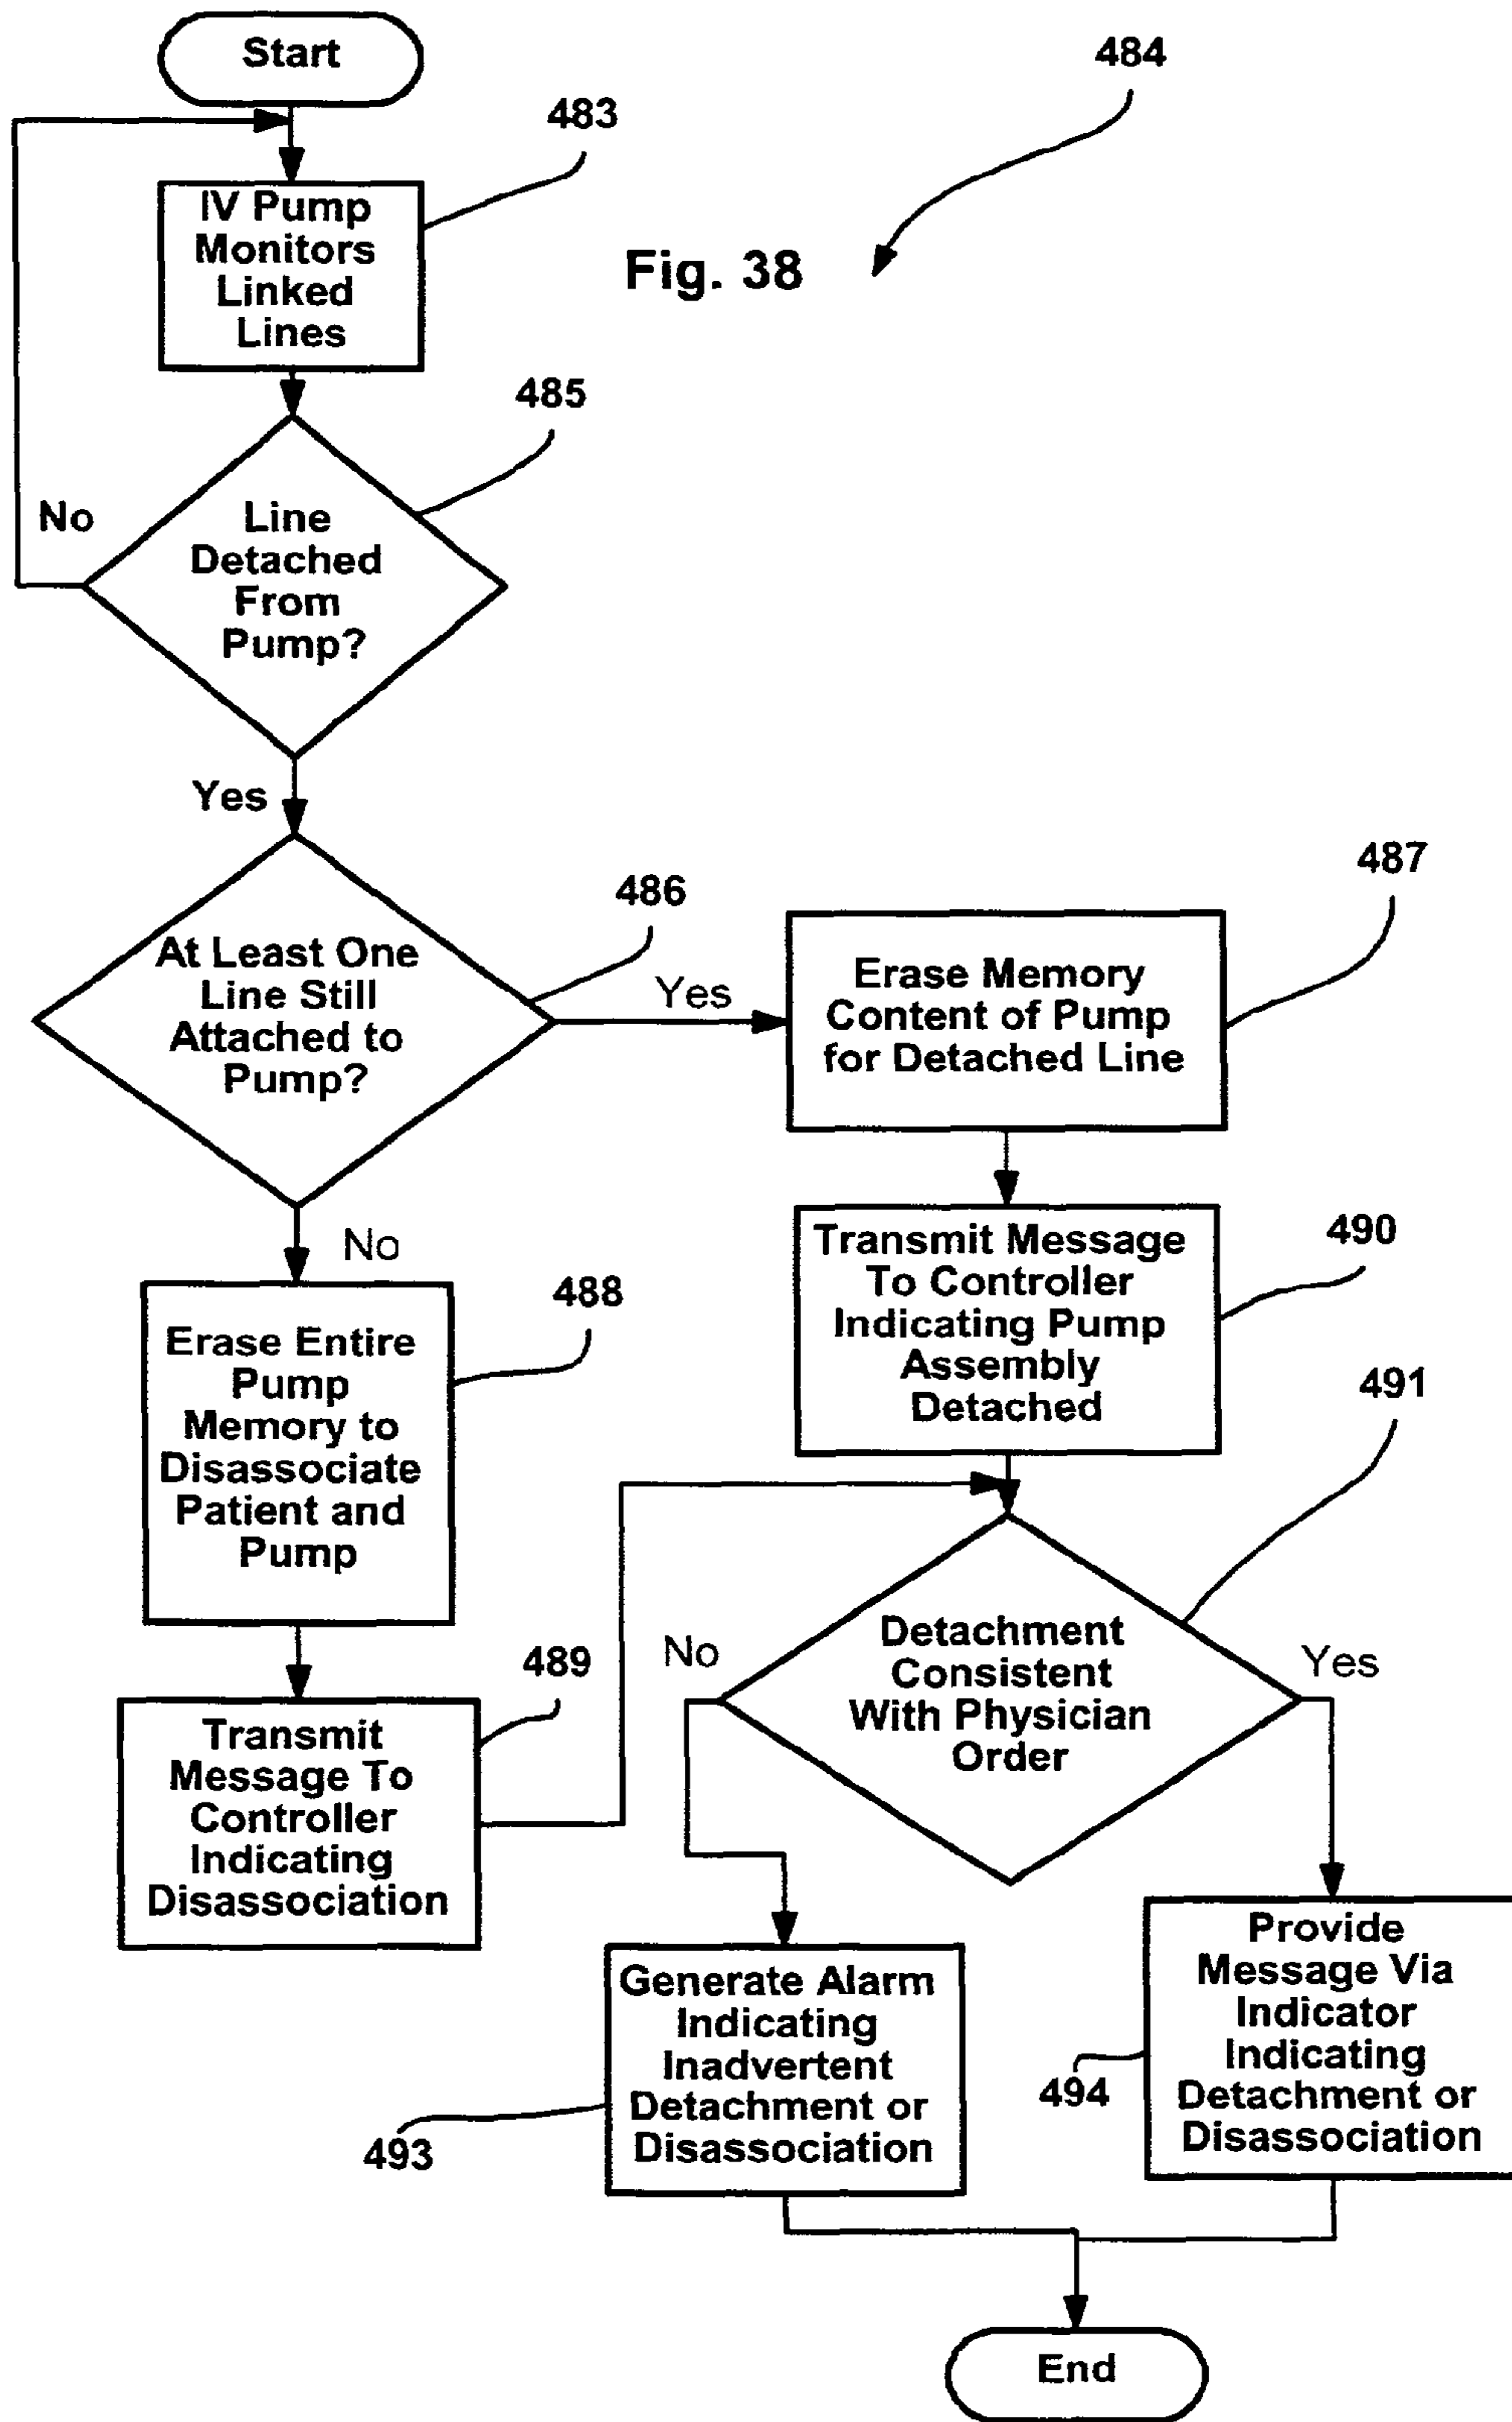 Start
484
483
IV Pump
Monitors
Linked
Lines
Fig. 38
485
No
Line
Detached
From
Pump?
Yes
486
487
At Least One
Line Still
Attached to
Pump?
Yes
Erase Memory
Content of Pump
for Detached Line
No
490
Transmit Message
To Controller
Indicating Pump
Assembly
Detached
488
Erase Entire
Pump
Memory to
Disassociate
Patient and
Pump
491
489
Transmit
Message To
Controller
Indicating
Disassociation
No
Detachment
Consistent
With Physician
Order
Yes
Generate Alarm
Indicating
Inadvertent
Detachment or
Disassociation
493
Provide
Message Via
Indicator
Indicating
Detachment or
Disassociation
494
End